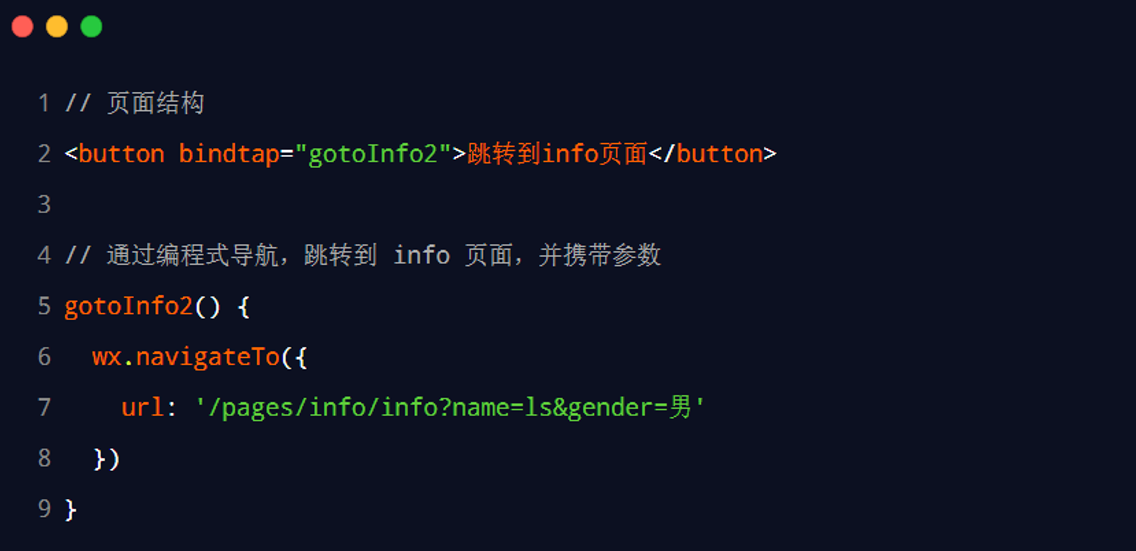 1 // 页面结构
2 <button bindtap="gotoInfo2">跳转到info页面</button>
3
4 // 通过编程式导航，跳转到 info 页面，并携带参数
5 gotoInfo2() {
6   wx.navigateTo({
7     url: '/pages/info/info?name=ls&gender=男'
8   })
9 }